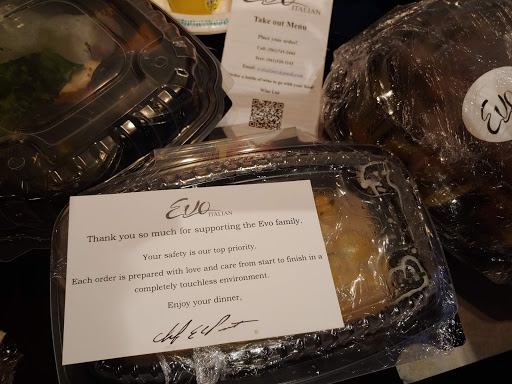 Evo
ITALIAN
Take out Menu
Place your order!
Wine List
Evo
Evo ITALIAN
Thank you so much for supporting the Evo family.
Your safety is our top priority.
Each order is prepared with love and care from start to finish in a
completely touchless environment.
Enjoy your dinner,